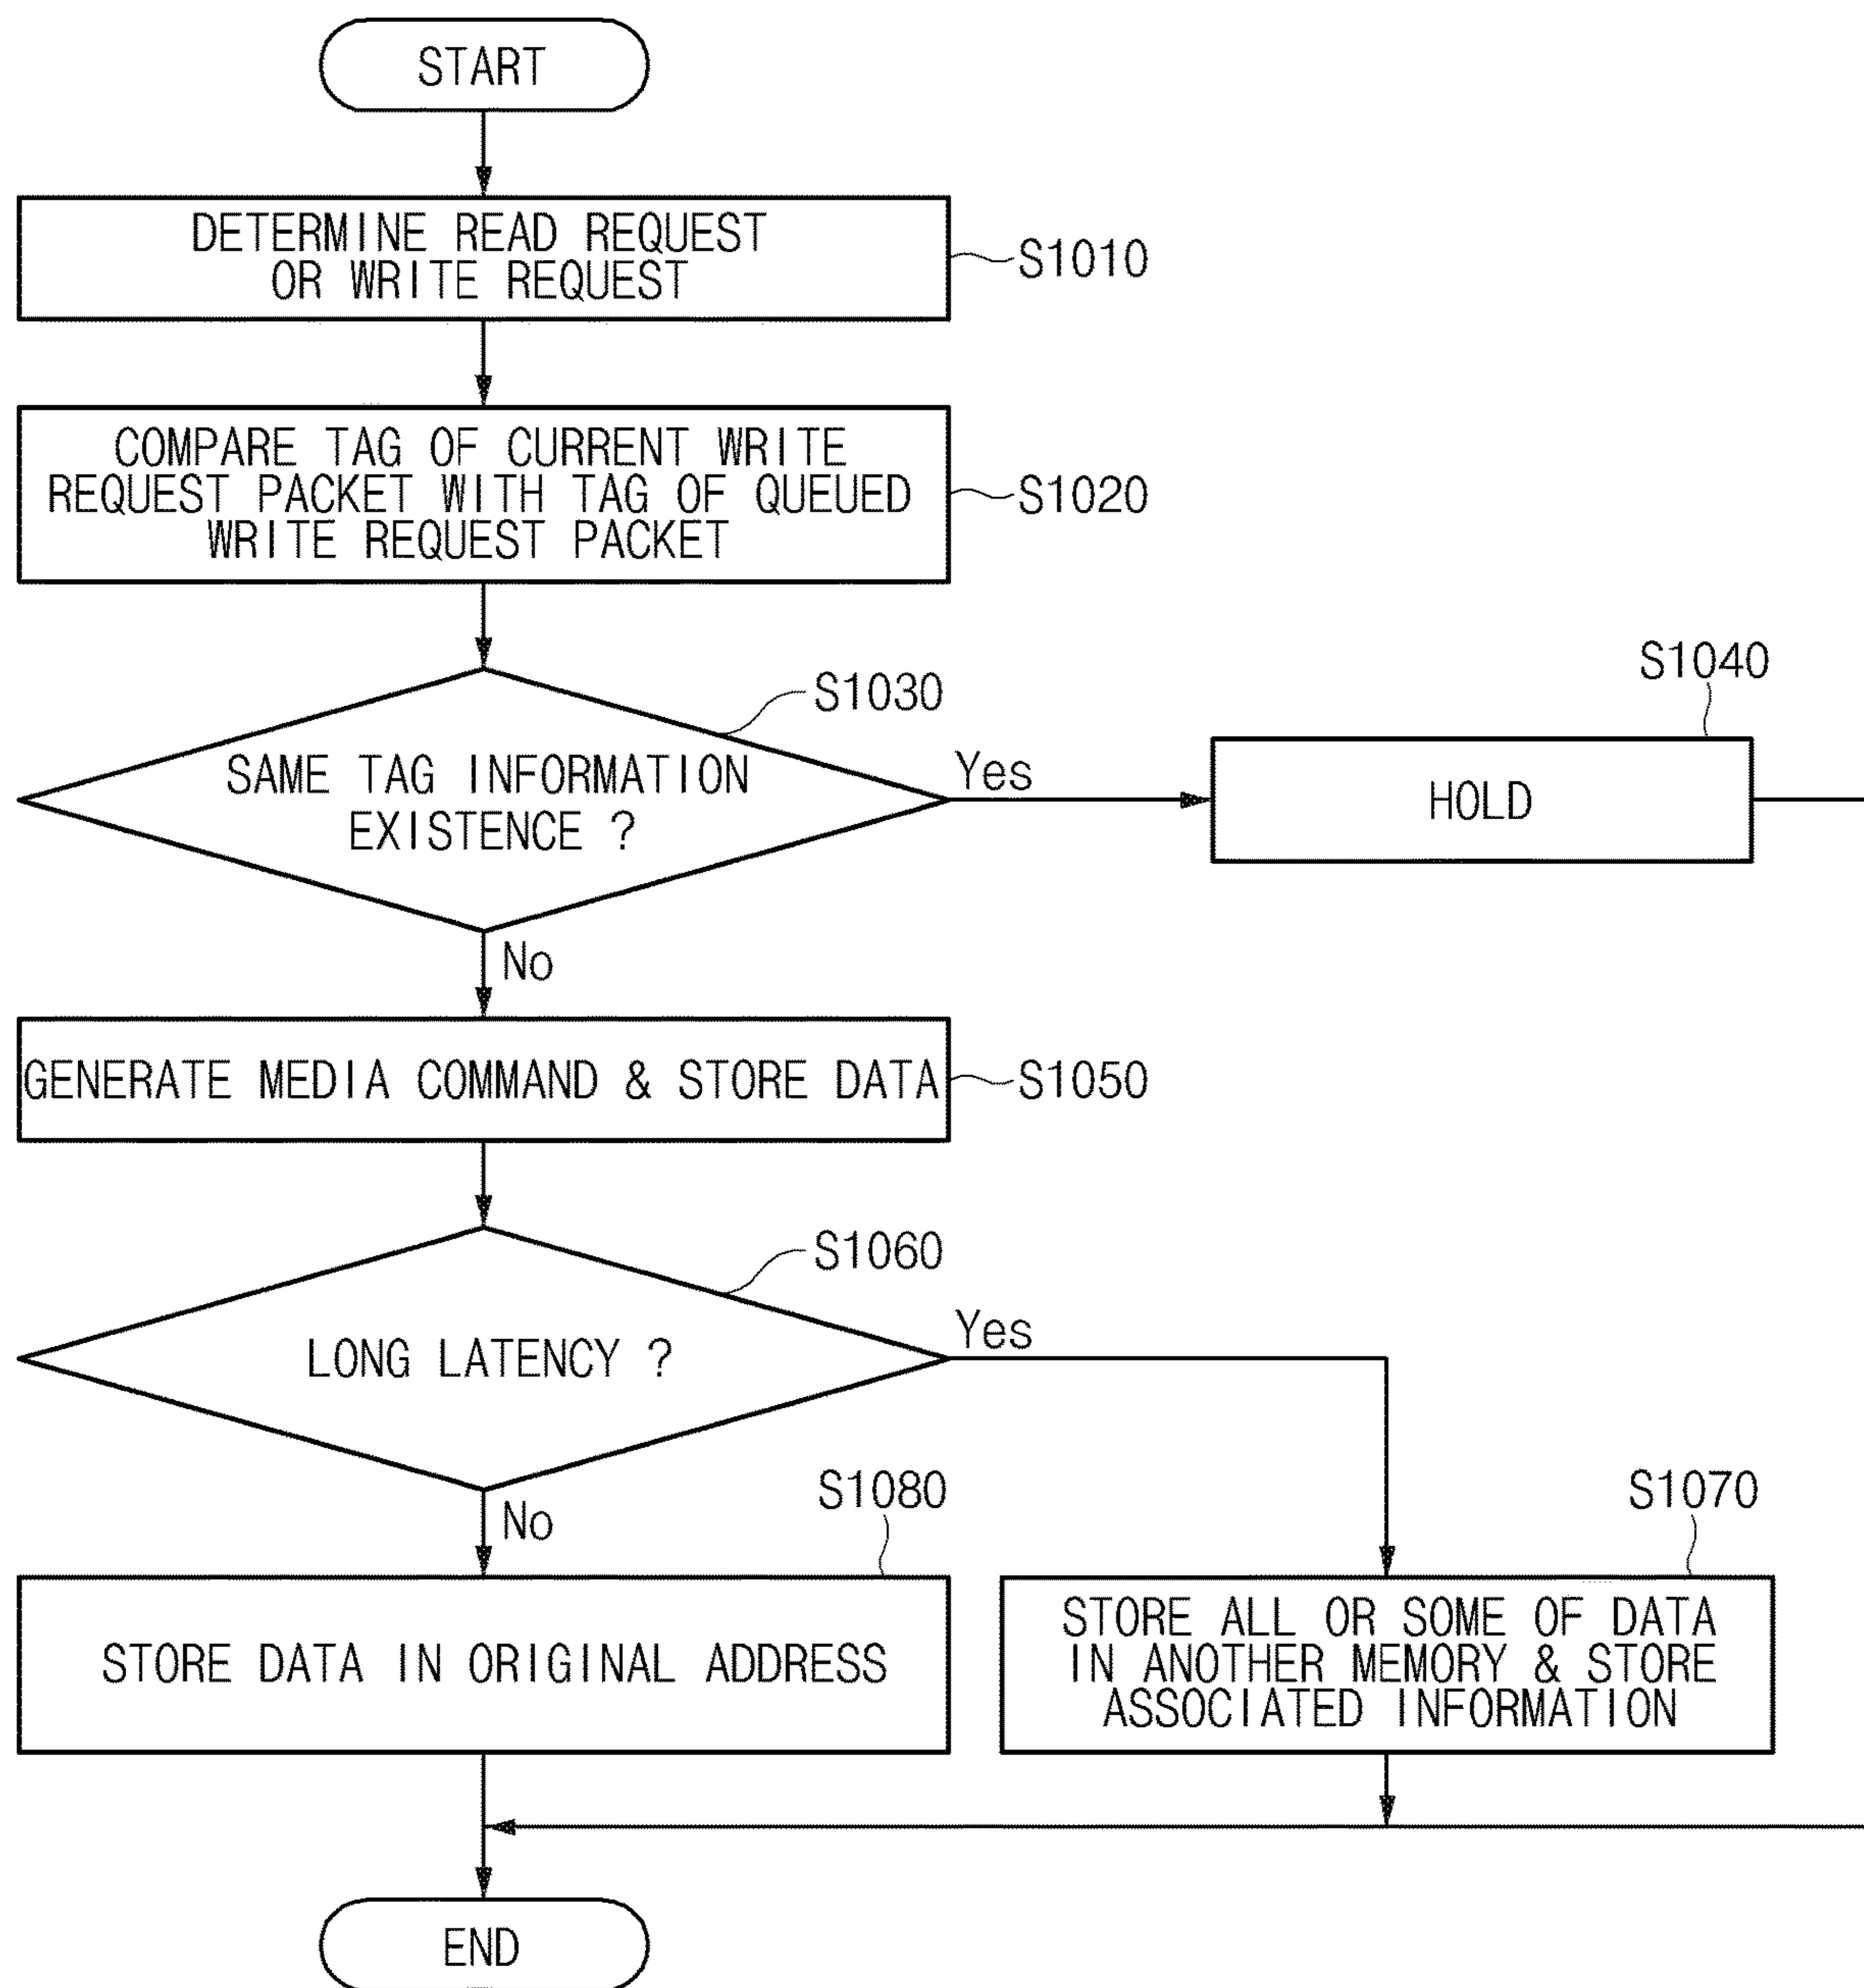 START
DETERMINE READ REQUEST
OR WRITE REQUEST
S1010
COMPARE TAG OF CURRENT WRITE
REQUEST PACKET WITH TAG OF QUEUED
WRITE REQUEST PACKET
S1020
S1030
SAME TAG INFORMATION
EXISTENCE ?
Yes
S1040
HOLD
No
GENERATE MEDIA COMMAND & STORE DATA
S1050
S1060
LONG LATENCY ?
Yes
No
S1080
STORE DATA IN ORIGINAL ADDRESS
S1070
STORE ALL OR SOME OF DATA
IN ANOTHER MEMORY & STORE
ASSOCIATED INFORMATION
END